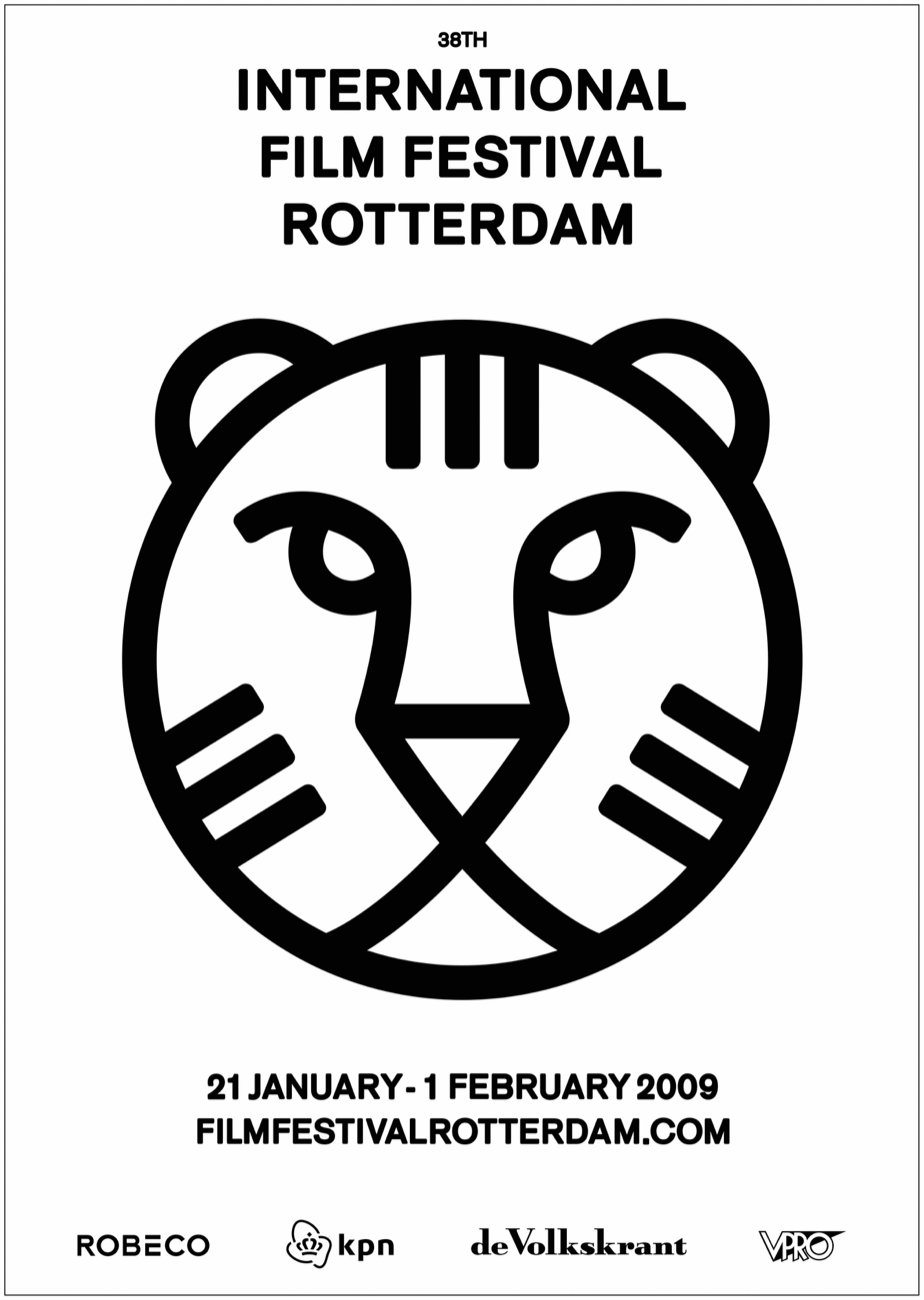 38TH
INTERNATIONAL
FILM FESTIVAL
ROTTERDAM
21 JANUARY - 1 FEBRUARY 2009
FILMFESTIVALROTTERDAM.COM
ROBECO
kpn
deVolkskrant
VPRO